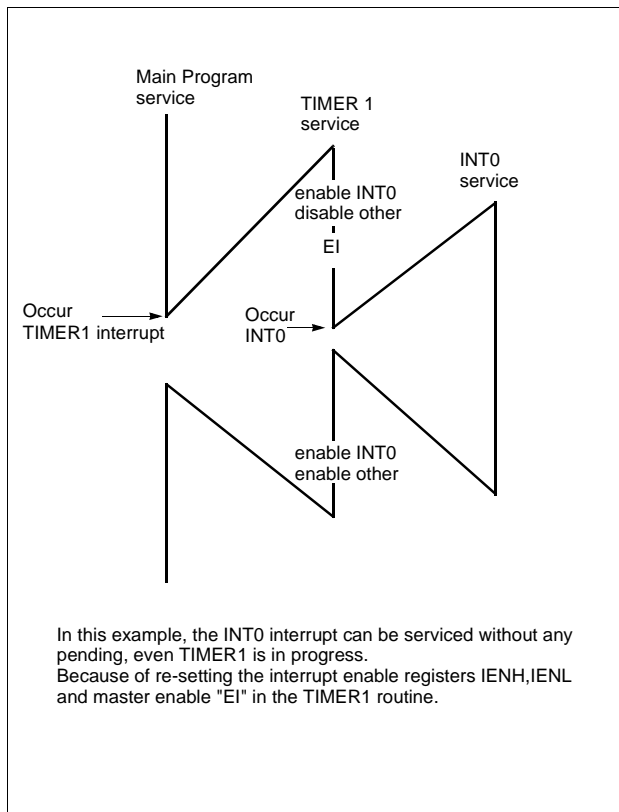 Main Program
service
TIMER 1
service
INT0
service
enable INT0
disable other
EI
Occur
TIMER1 interrupt
Occur
INT0
enable INT0
enable other
In this example, the INT0 interrupt can be serviced without any
pending, even TIMER1 is in progress.
Because of re-setting the interrupt enable registers IENH,IENL
and master enable "EI" in the TIMER1 routine.